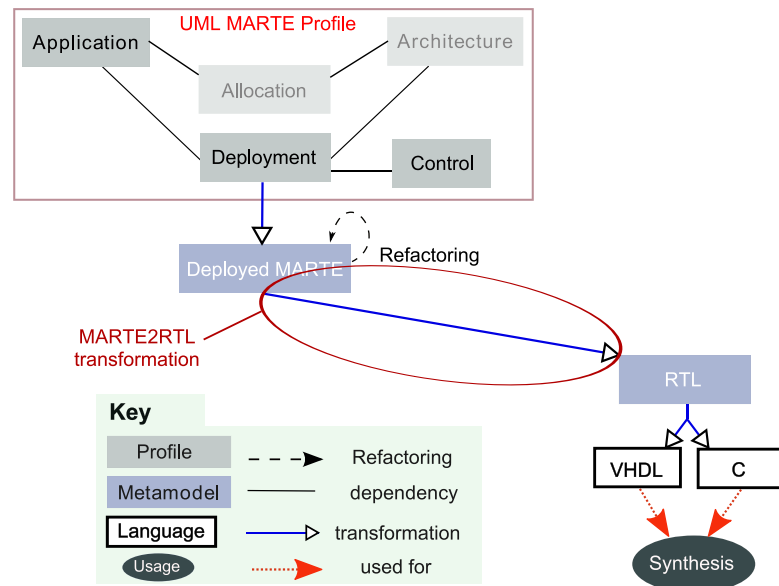 UML MARTE Profile
Application
Architecture
Allocation
Deployment
Control
Deployed MARTE
Refactoring
MARTE2RTL
transformation
RTL
Key
Profile
Refactoring
Metamodel
dependency
Language
transformation
Usage
used for
VHDL
C
Synthesis